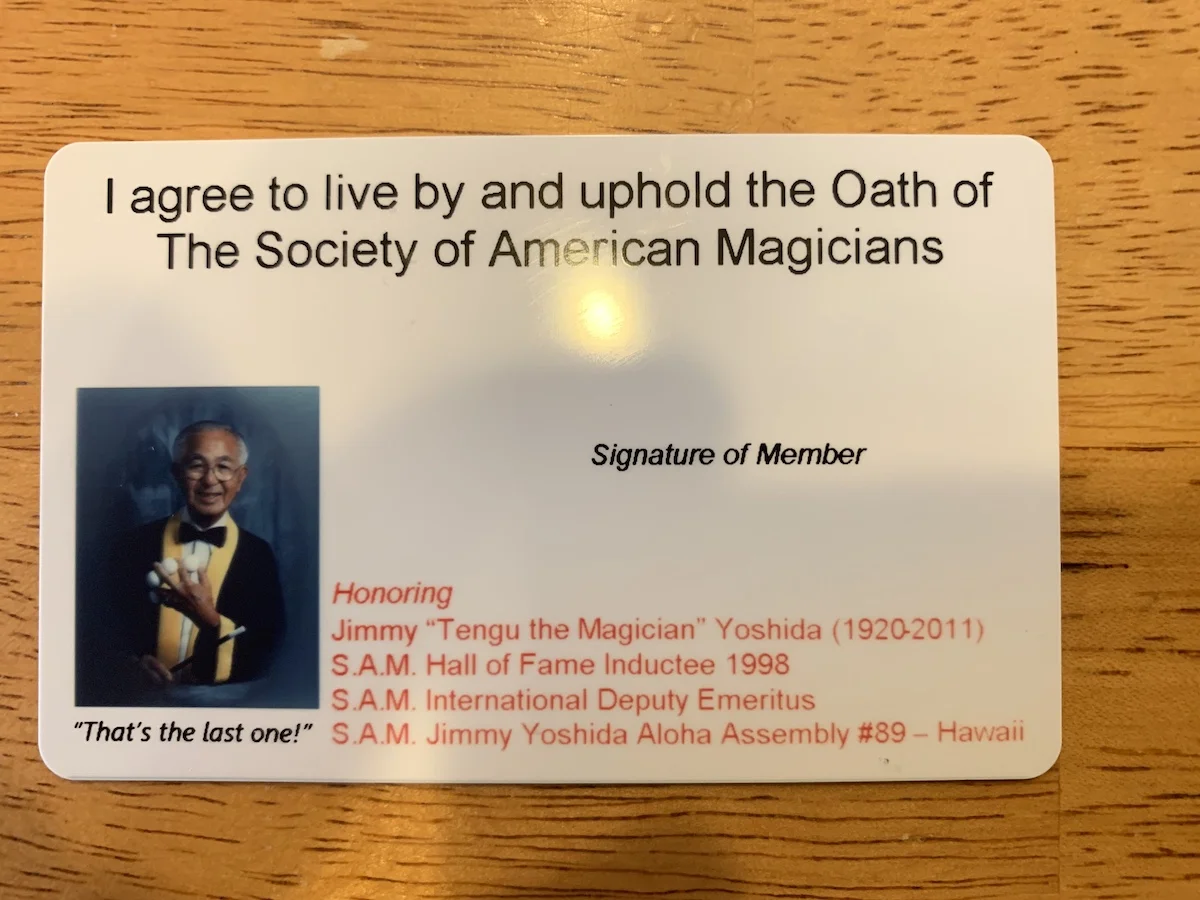 I agree to live by and uphold the Oath of
The Society of American Magicians
Signature of Member
Honoring
Jimmy “Tengu the Magician” Yoshida (1920-2011)
S.A.M. Hall of Fame Inductee 1998
S.A.M. International Deputy Emeritus
S.A.M. Jimmy Yoshida Aloha Assembly #89 – Hawaii
"That's the last one!"